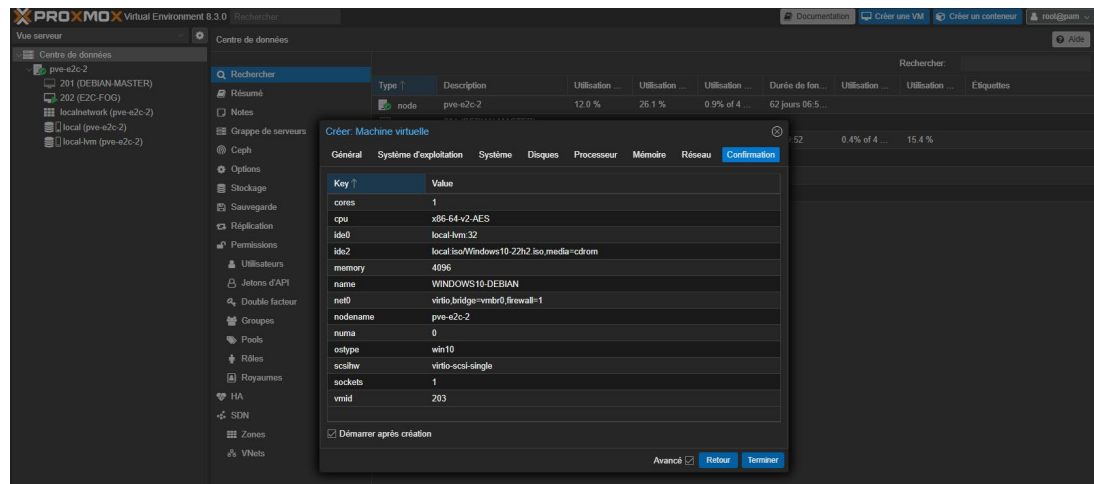 PROXMOX Virtual Environment 8.3.0 Rechercher Documentation Créer une VM Créer un conteneur root@pam
Vue serveur Centre de données Aide
Centre de données
pve-e2c-2
201 (DEBIAN-MASTER)
202 (E2C-FOG)
localnetwork (pve-e2c-2)
local (pve-e2c-2)
local-lvm (pve-e2c-2)
Rechercher
Résumé
Notes
Grappe de serveurs
Ceph
Options
Stockage
Sauvegarde
Réplication
Permissions
Utilisateurs
Jetons d'API
Double facteur
Groupes
Pools
Rôles
Royaumes
HA
SDN
Zones
VNets
Rechercher:
Type ↑ Description Utilisation ... Utilisation ... Utilisation ... Durée de fon... Utilisation ... Utilisation ... Étiquettes
node pve-e2c-2 12.0 % 26.1 % 0.9% of 4 ... 62 jours 06:5...
:52 0.4% of 4 ... 15.4 %
Créer: Machine virtuelle
Général Système d'exploitation Système Disques Processeur Mémoire Réseau Confirmation
Key ↑ Value
cores 1
cpu x86-64-v2-AES
ide0 local-lvm:32
ide2 local:iso/Windows10-22h2.iso,media=cdrom
memory 4096
name WINDOWS10-DEBIAN
net0 virtio,bridge=vmbr0,firewall=1
nodename pve-e2c-2
numa 0
ostype win10
scsihw virtio-scsi-single
sockets 1
vmid 203
Démarrer après création
Avancé Retour Terminer